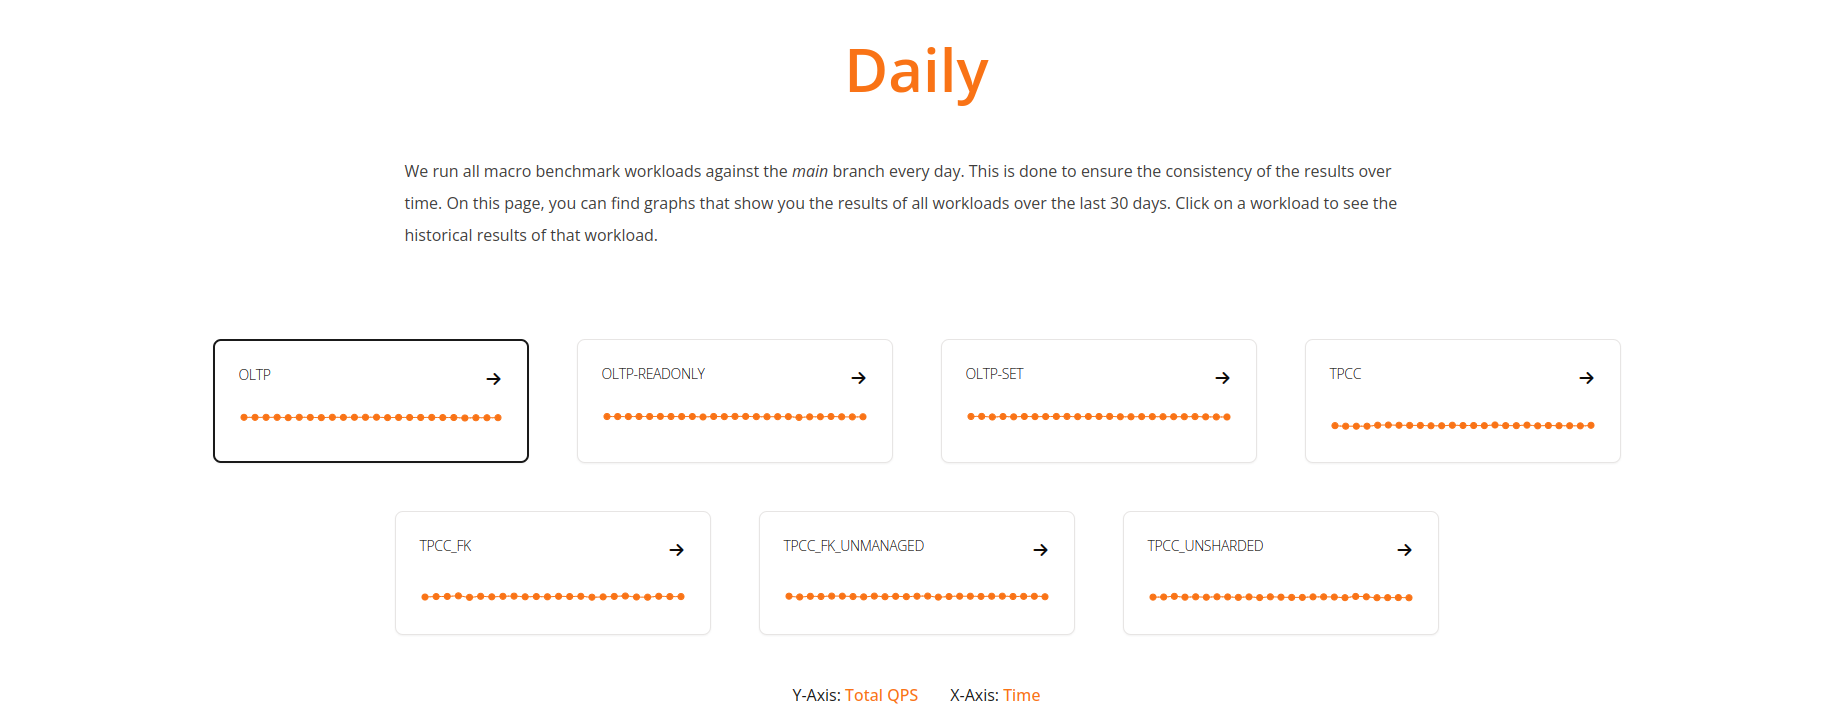 Daily
We run all macro benchmark workloads against the main branch every day. This is done to ensure the consistency of the results over
time. On this page, you can find graphs that show you the results of all workloads over the last 30 days. Click on a workload to see the
historical results of that workload.
OLTP
OLTP-READONLY
OLTP-SET
TPCC
TPCC_FK
TPCC_FK_UNMANAGED
TPCC_UNSHARDED
Y-Axis: Total QPS X-Axis: Time